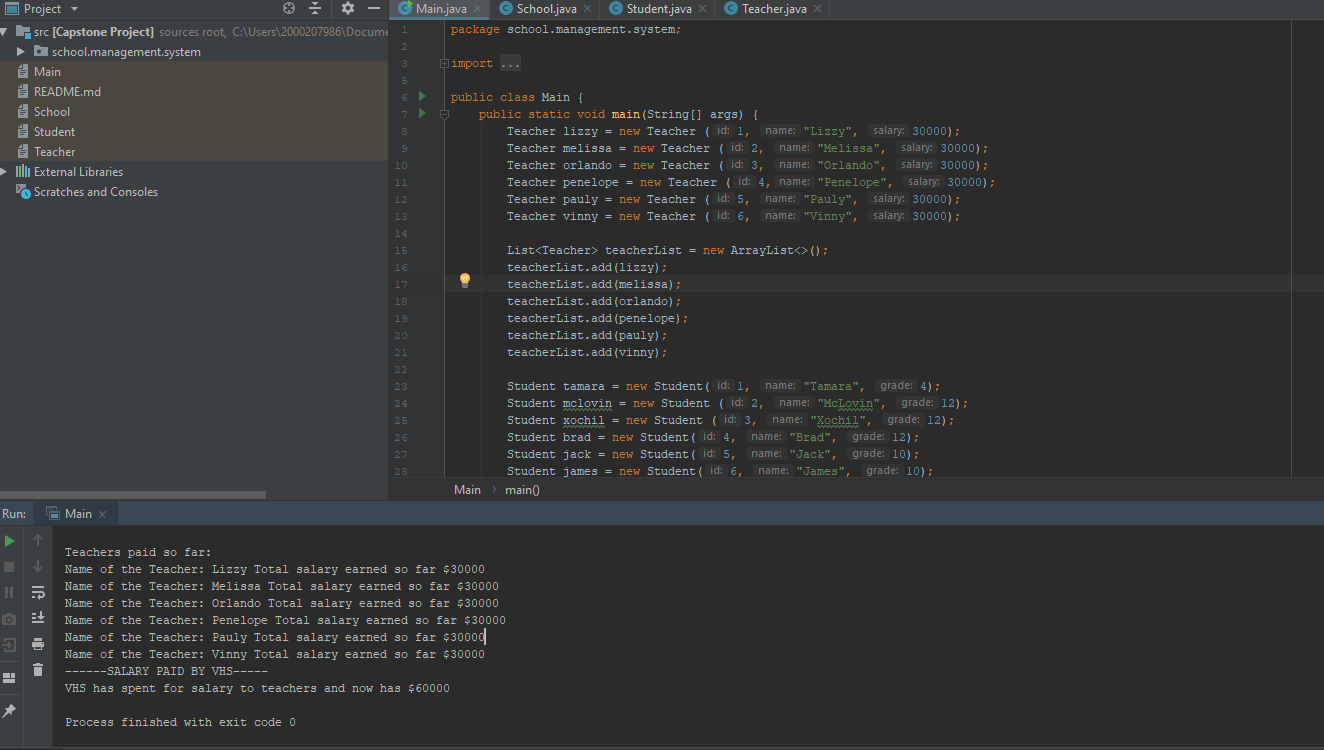 Project
Main.java School.java Student.java Teacher.java
src [Capstone Project] sources root, C:\Users\2000207986\Docume
school.management.system
Main
README.md
School
Student
Teacher
External Libraries
Scratches and Consoles
1 package school.management.system;
2
3 import ...
5
6 public class Main {
7 public static void main(String[] args) {
8 Teacher lizzy = new Teacher ( id: 1, name: "Lizzy", salary: 30000);
9 Teacher melissa = new Teacher ( id: 2, name: "Melissa", salary: 30000);
10 Teacher orlando = new Teacher ( id: 3, name: "Orlando", salary: 30000);
11 Teacher penelope = new Teacher ( id: 4, name: "Penelope", salary: 30000);
12 Teacher pauly = new Teacher ( id: 5, name: "Pauly", salary: 30000);
13 Teacher vinny = new Teacher ( id: 6, name: "Vinny", salary: 30000);
14
15 List<Teacher> teacherList = new ArrayList<>();
16 teacherList.add(lizzy);
17 teacherList.add(melissa);
18 teacherList.add(orlando);
19 teacherList.add(penelope);
20 teacherList.add(pauly);
21 teacherList.add(vinny);
22
23 Student tamara = new Student( id: 1, name: "Tamara", grade: 4);
24 Student mclovin = new Student ( id: 2, name: "McLovin", grade: 12);
25 Student xochil = new Student ( id: 3, name: "Xochil", grade: 12);
26 Student brad = new Student( id: 4, name: "Brad", grade: 12);
27 Student jack = new Student( id: 5, name: "Jack", grade: 10);
28 Student james = new Student( id: 6, name: "James", grade: 10);
Main › main()
Run: Main
Teachers paid so far:
Name of the Teacher: Lizzy Total salary earned so far $30000
Name of the Teacher: Melissa Total salary earned so far $30000
Name of the Teacher: Orlando Total salary earned so far $30000
Name of the Teacher: Penelope Total salary earned so far $30000
Name of the Teacher: Pauly Total salary earned so far $30000
Name of the Teacher: Vinny Total salary earned so far $30000
------SALARY PAID BY VHS-----
VHS has spent for salary to teachers and now has $60000
Process finished with exit code 0